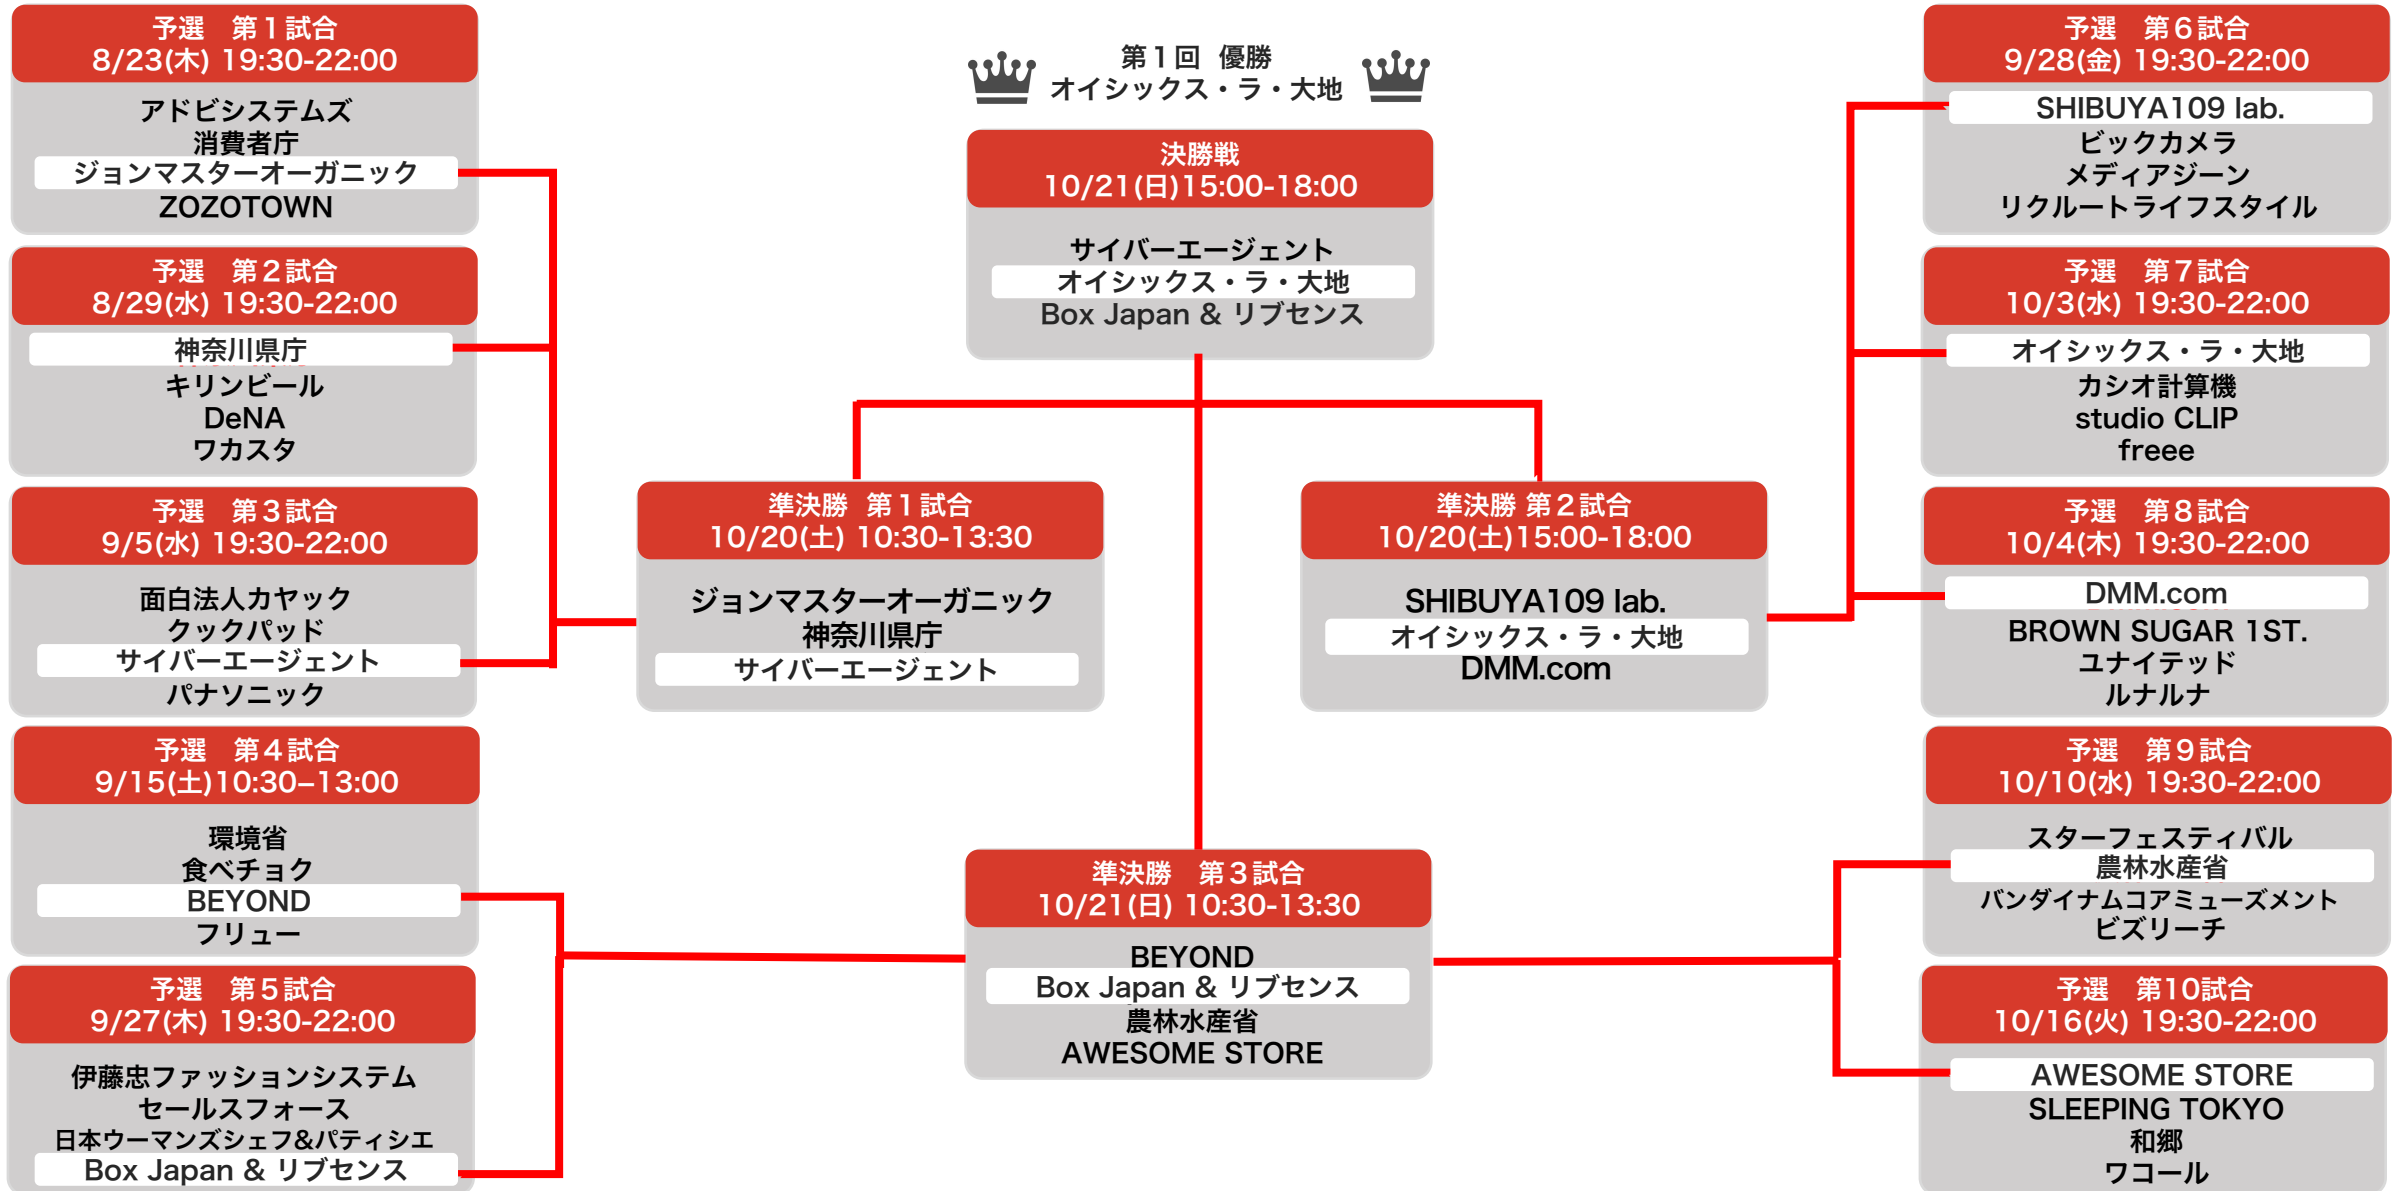 予選 第1試合
8/23(木) 19:30-22:00
アドビシステムズ
消費者庁
ジョンマスターオーガニック
ZOZOTOWN
予選 第2試合
8/29(水) 19:30-22:00
神奈川県庁
キリンビール
DeNA
ワカスタ
予選 第3試合
9/5(水) 19:30-22:00
面白法人カヤック
クックパッド
サイバーエージェント
パナソニック
予選 第4試合
9/15(土)10:30–13:00
環境省
食べチョク
BEYOND
フリュー
予選 第5試合
9/27(木) 19:30-22:00
伊藤忠ファッションシステム
セールスフォース
日本ウーマンズシェフ&パティシエ
Box Japan & リブセンス
第1回 優勝
オイシックス・ラ・大地
決勝戦
10/21(日)15:00-18:00
サイバーエージェント
オイシックス・ラ・大地
Box Japan & リブセンス
準決勝 第1試合
10/20(土) 10:30-13:30
ジョンマスターオーガニック
神奈川県庁
サイバーエージェント
準決勝 第2試合
10/20(土)15:00-18:00
SHIBUYA109 lab.
オイシックス・ラ・大地
DMM.com
準決勝 第3試合
10/21(日) 10:30-13:30
BEYOND
Box Japan & リブセンス
農林水産省
AWESOME STORE
予選 第6試合
9/28(金) 19:30-22:00
SHIBUYA109 lab.
ビックカメラ
メディアジーン
リクルートライフスタイル
予選 第7試合
10/3(水) 19:30-22:00
オイシックス・ラ・大地
カシオ計算機
studio CLIP
freee
予選 第8試合
10/4(木) 19:30-22:00
DMM.com
BROWN SUGAR 1ST.
ユナイテッド
ルナルナ
予選 第9試合
10/10(水) 19:30-22:00
スターフェスティバル
農林水産省
バンダイナムコアミューズメント
ビズリーチ
予選 第10試合
10/16(火) 19:30-22:00
AWESOME STORE
SLEEPING TOKYO
和郷
ワコール